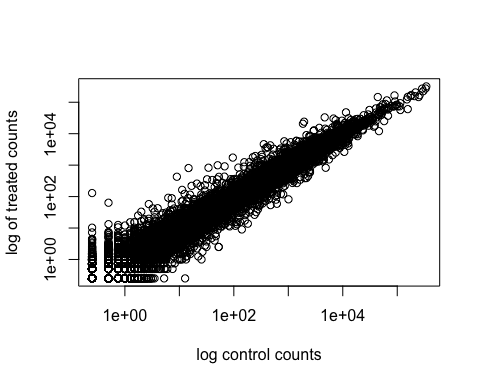 log of treated counts
1e+04
1e+02
1e+00
1e+00 1e+02 1e+04
log control counts